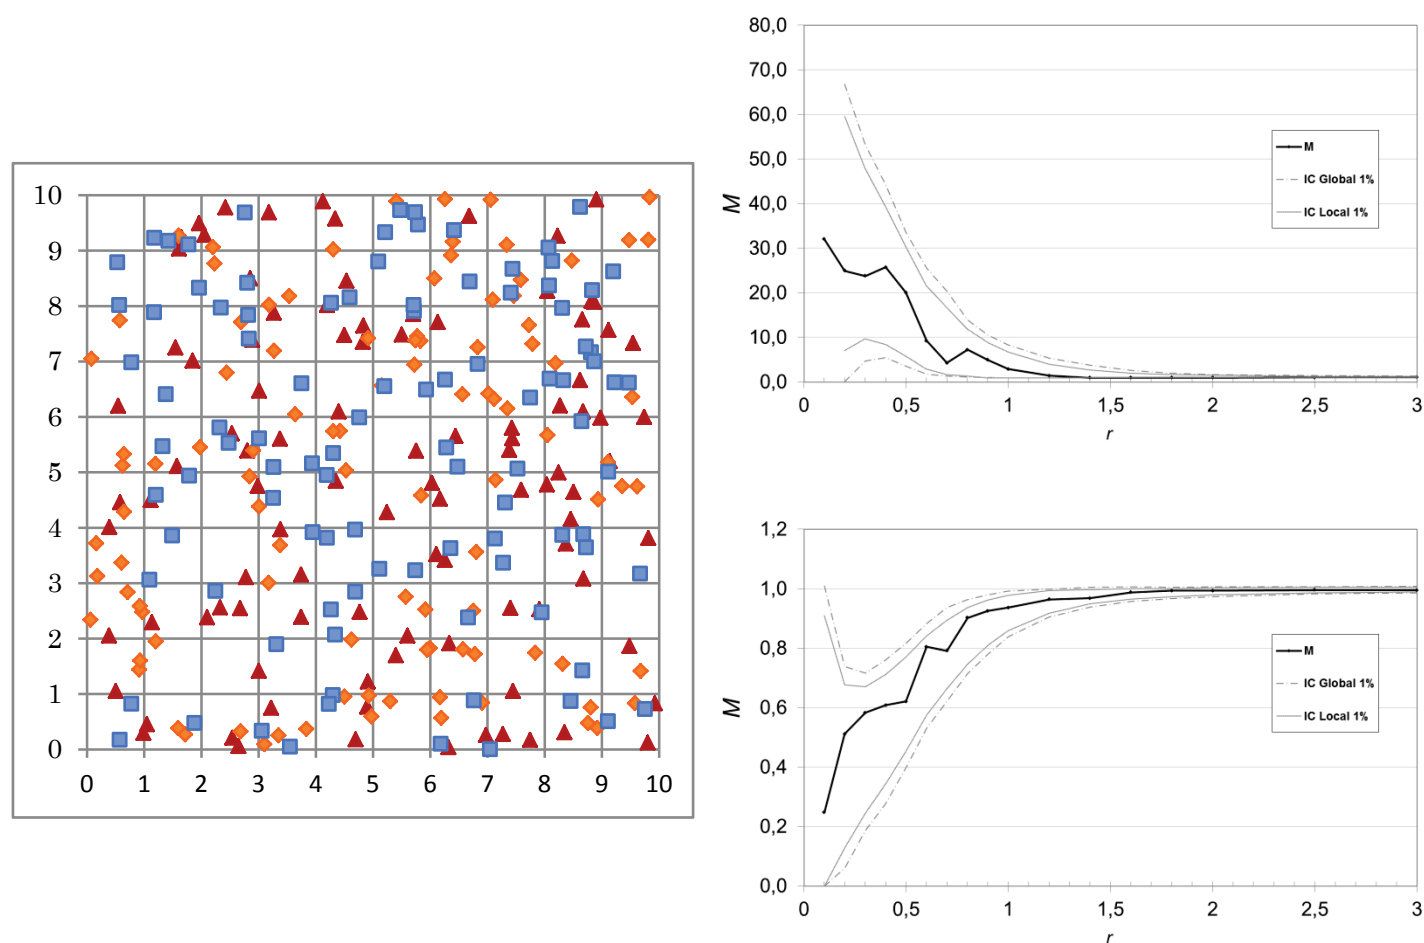 10
9
8
7
6
5
4
3
2
1
0
0 1 2 3 4 5 6 7 8 9 10
M
80,0
70,0
60,0
50,0
40,0
30,0
20,0
10,0
0,0
0 0,5 1 1,5 2 2,5 3
r
M
IC Global 1%
IC Local 1%
M
1,2
1,0
0,8
0,6
0,4
0,2
0,0
0 0,5 1 1,5 2 2,5 3
r
M
IC Global 1%
IC Local 1%